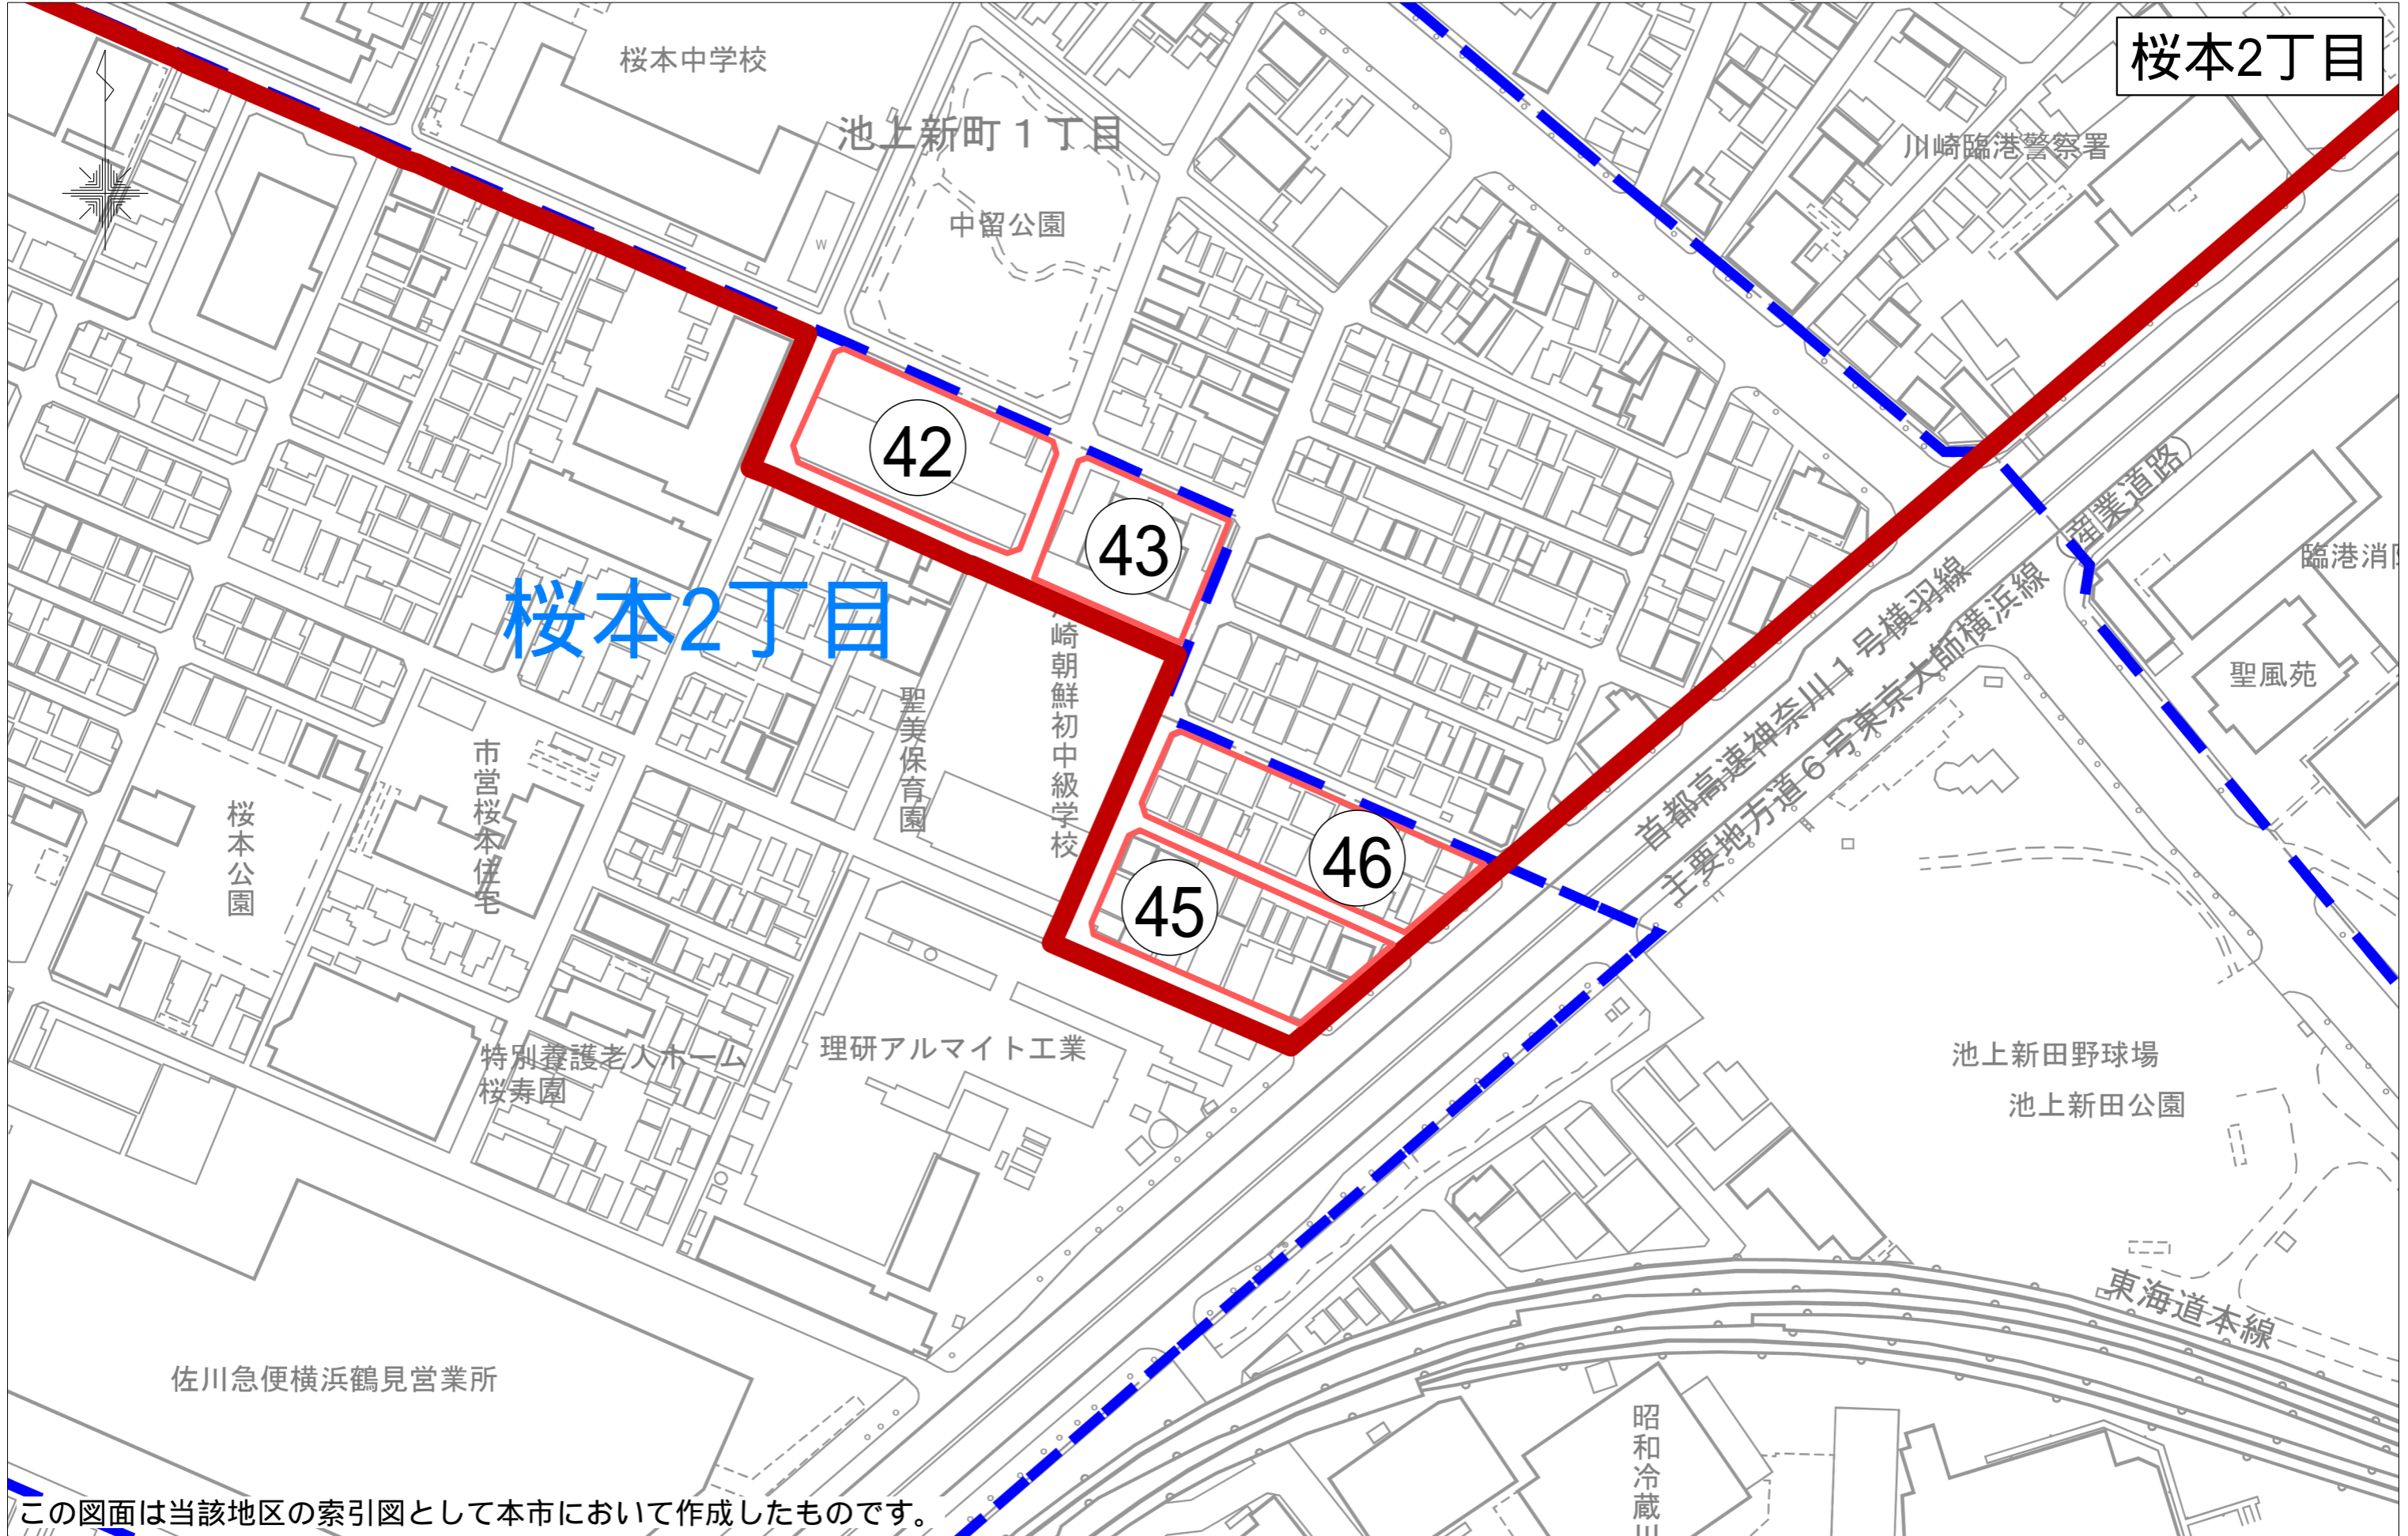 桜本2丁目
桜本中学校
池上新町1丁目
川崎臨港警察署
中留公園
W
42
43
産業道路
臨港消
桜本2丁目
首都高速神奈川1号横羽線
主要地方道6号東京大師横浜線
聖風苑
崎朝鮮初中級学校
聖美保育園
市営桜本住宅
桜本公園
46
45
特別養護老人ホーム
桜寿園
理研アルマイト工業
池上新田野球場
池上新田公園
東海道本線
佐川急便横浜鶴見営業所
昭和冷蔵川
この図面は当該地区の索引図として本市において作成したものです。